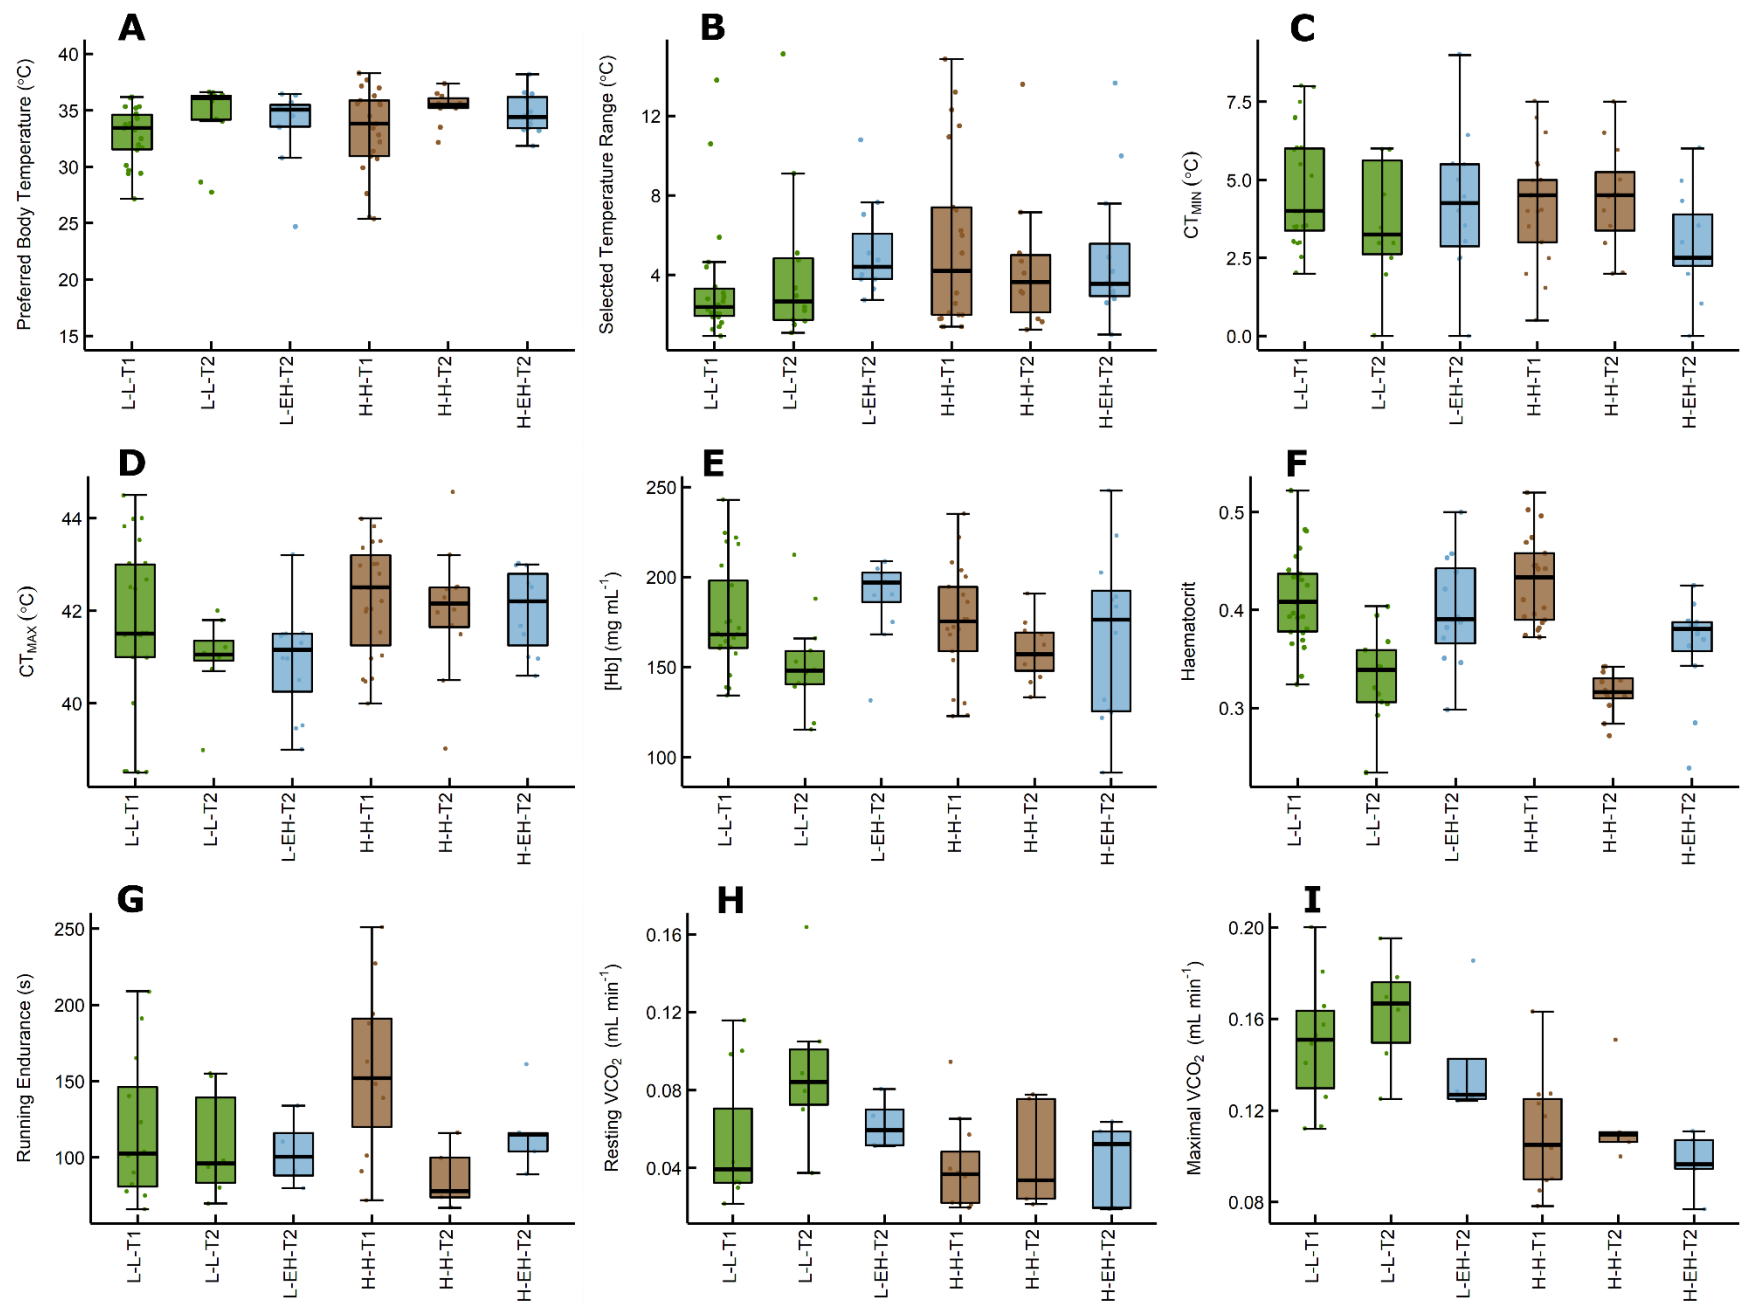 A
Preferred Body Temperature (°C)
40
35
30
25
20
15
L-L-T1
L-L-T2
L-EH-T2
H-H-T1
H-H-T2
H-EH-T2
B
Selected Temperature Range (°C)
12
8
4
L-L-T1
L-L-T2
L-EH-T2
H-H-T1
H-H-T2
H-EH-T2
C
CTMIN (°C)
7.5
5.0
2.5
0.0
L-L-T1
L-L-T2
L-EH-T2
H-H-T1
H-H-T2
H-EH-T2
D
CTMAX (°C)
44
42
40
L-L-T1
L-L-T2
L-EH-T2
H-H-T1
H-H-T2
H-EH-T2
E
[Hb] (mg mL-1)
250
200
150
100
L-L-T1
L-L-T2
L-EH-T2
H-H-T1
H-H-T2
H-EH-T2
F
Haematocrit
0.5
0.4
0.3
L-L-T1
L-L-T2
L-EH-T2
H-H-T1
H-H-T2
H-EH-T2
G
Running Endurance (s)
250
200
150
100
L-L-T1
L-L-T2
L-EH-T2
H-H-T1
H-H-T2
H-EH-T2
H
Resting VCO2 (mL min-1)
0.16
0.12
0.08
0.04
L-L-T1
L-L-T2
L-EH-T2
H-H-T1
H-H-T2
H-EH-T2
I
Maximal VCO2 (mL min-1)
0.20
0.16
0.12
0.08
L-L-T1
L-L-T2
L-EH-T2
H-H-T1
H-H-T2
H-EH-T2